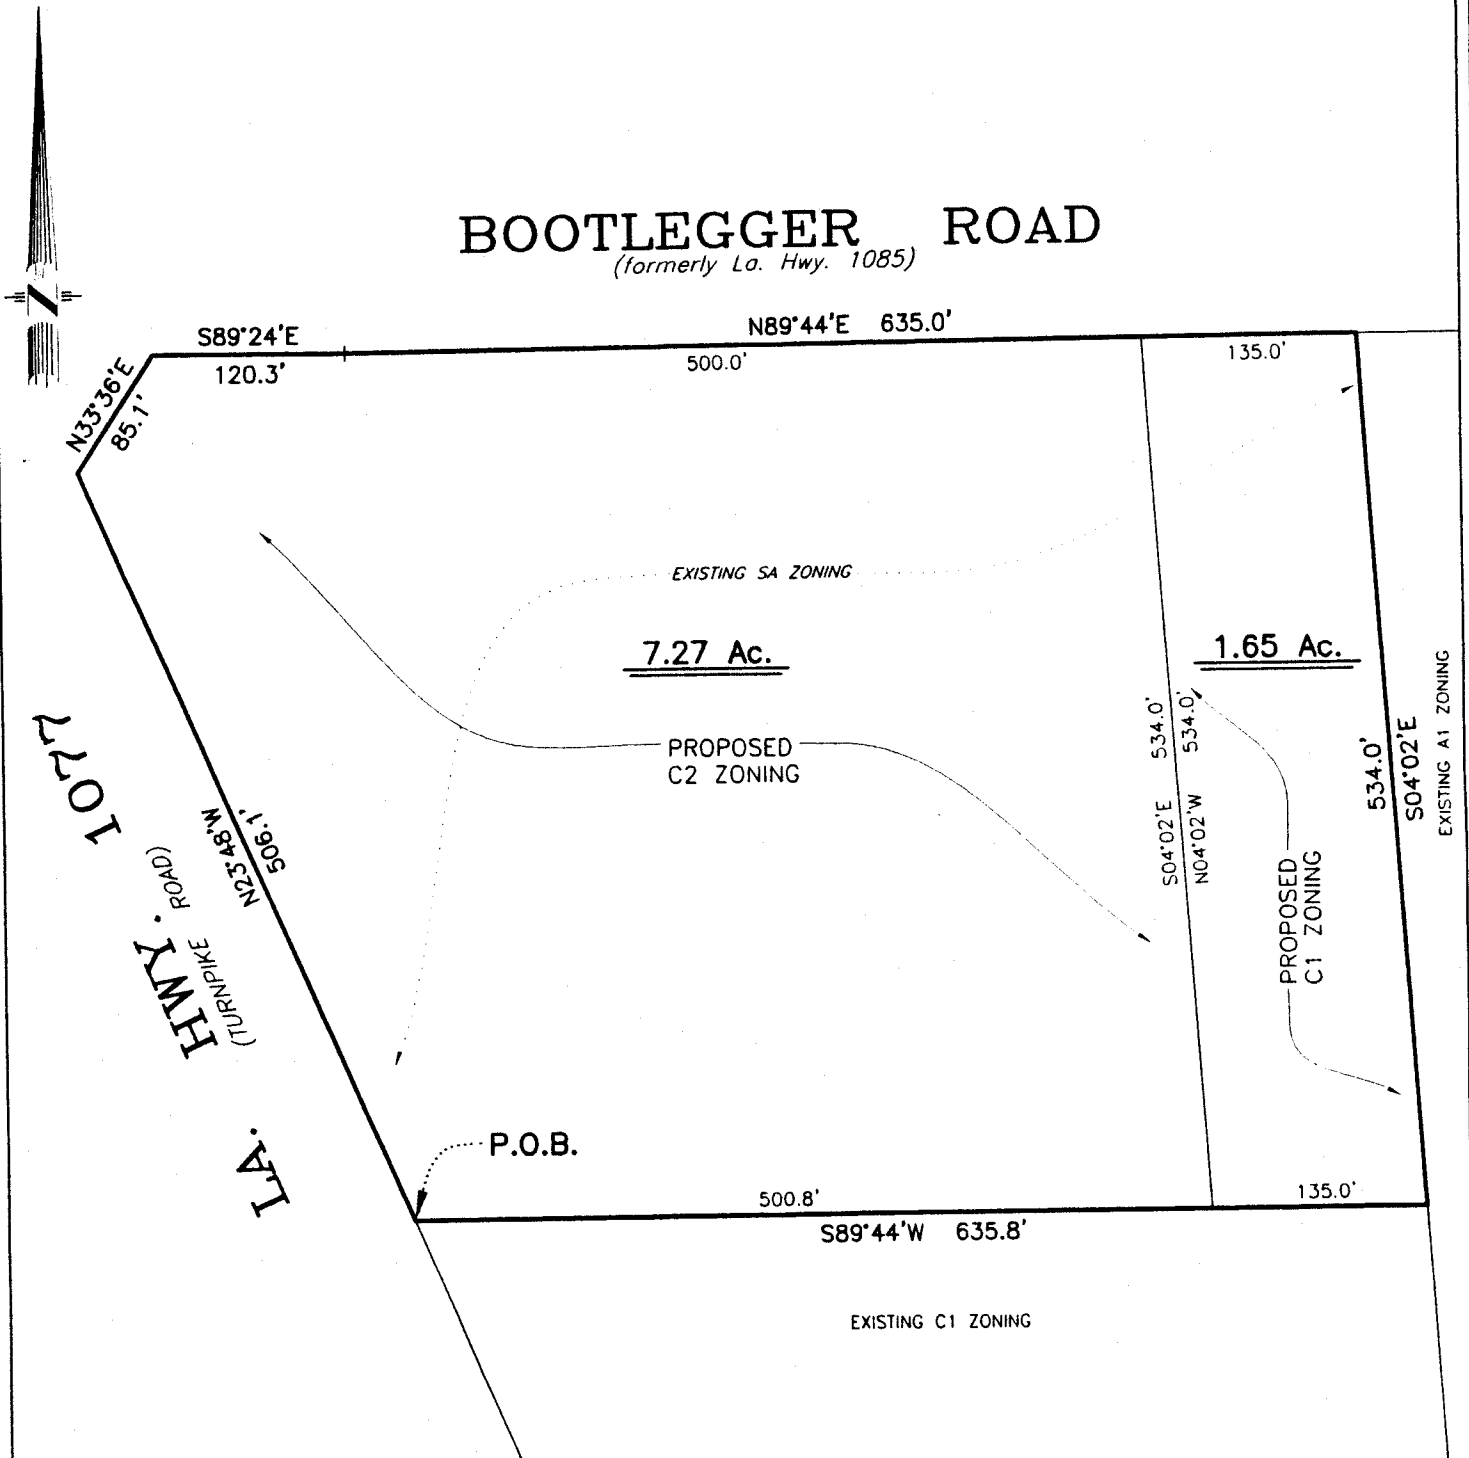 BOOTLEGGER ROAD
(formerly La. Hwy. 1085)
N
S89°24'E
120.3'
N89°44'E 635.0'
500.0'
135.0'
N33°36'E
85.1'
EXISTING SA ZONING
7.27 Ac.
1.65 Ac.
PROPOSED
C2 ZONING
S04°02'E 534.0'
N04°02'W 534.0'
PROPOSED
C1 ZONING
534.0'
S04°02'E
EXISTING A1 ZONING
LA. HWY. 1077
(TURNPIKE ROAD)
N23°48'W
506.1'
P.O.B.
500.8'
135.0'
S89°44'W 635.8'
EXISTING C1 ZONING